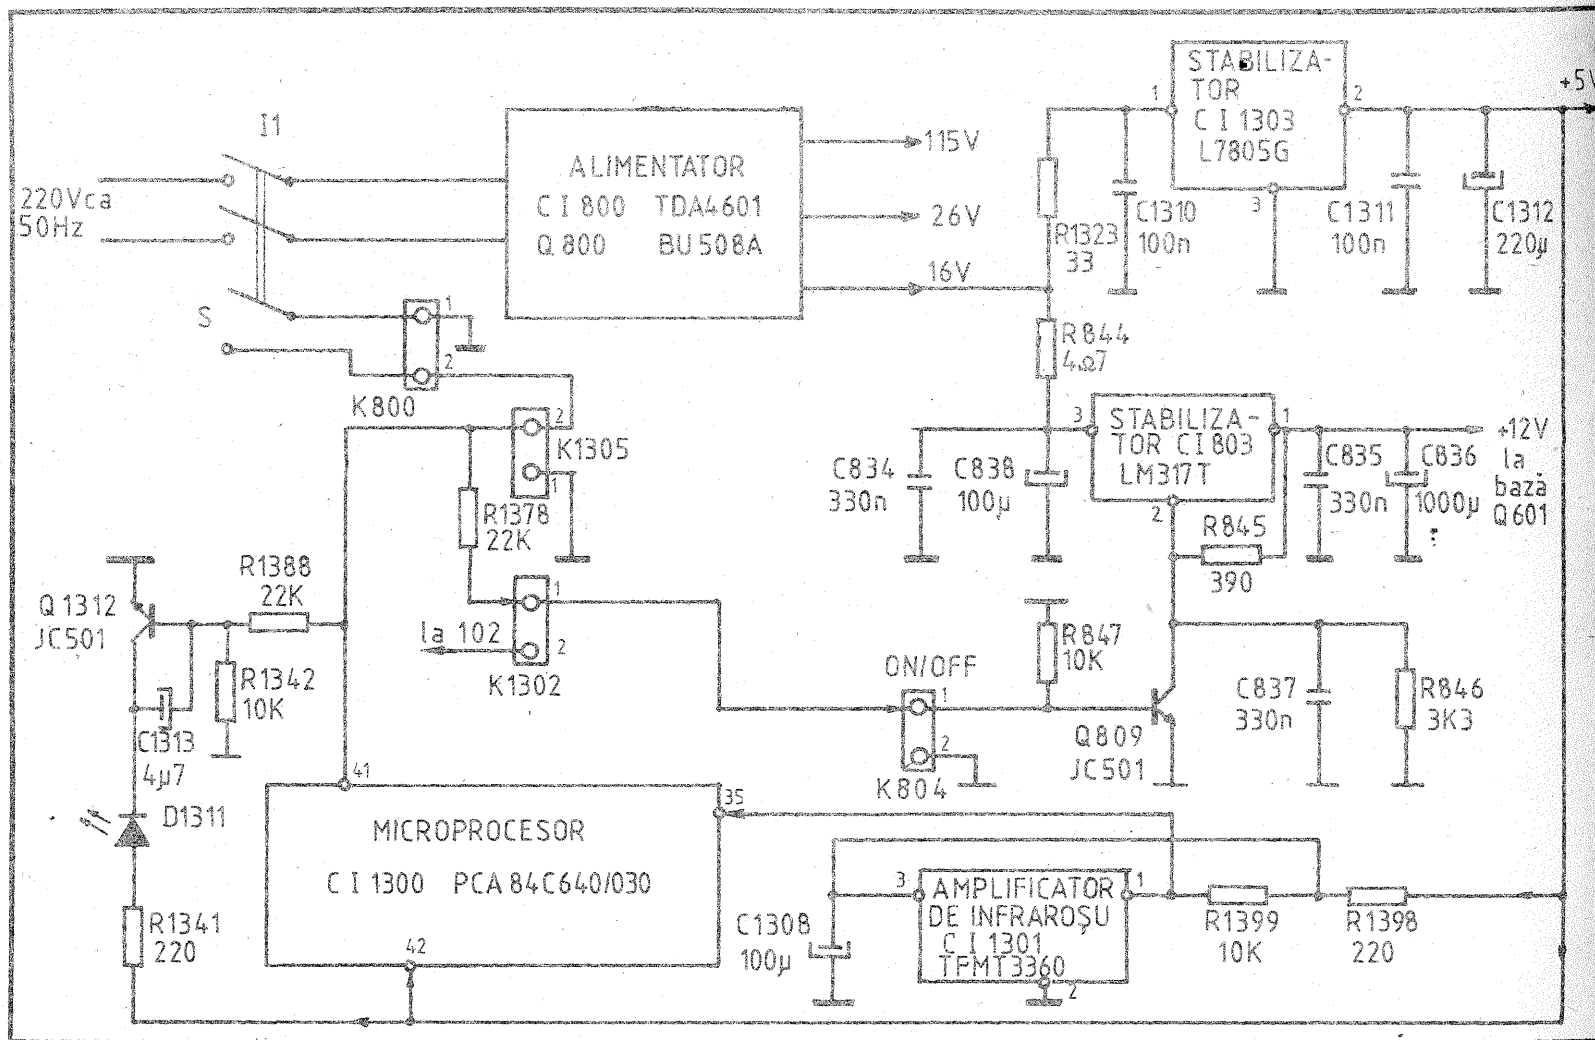 I1
220Vca
50Hz
S
ALIMENTATOR
CI 800 TDA4601
Q 800 BU508A
115V
26V
16V
STABILIZA-
TOR
CI 1303
L7805G
1
2
3
+5V
R1323
33
C1310
100n
C1311
100n
C1312
220µ
1
2
K800
2
K1305
1
R844
4Ω7
3
STABILIZA-
TOR CI 803
LM317T
1
2
C834
330n
C838
100µ
C835
330n
C836
1000µ
+12V
la
bază
Q601
R845
390
R1378
22K
R1388
22K
Q1312
JC501
R1342
10K
C1313
4µ7
la 102
1
2
K1302
ON/OFF
1
2
K804
R847
10K
Q809
JC501
C837
330n
R846
3K3
D1311
R1341
220
41
35
42
MICROPROCESOR
CI 1300 PCA 84C640/030
C1308
100µ
3
AMPLIFICATOR
DE INFRAROȘU
CI 1301
TFMT3360
1
2
R1399
10K
R1398
220